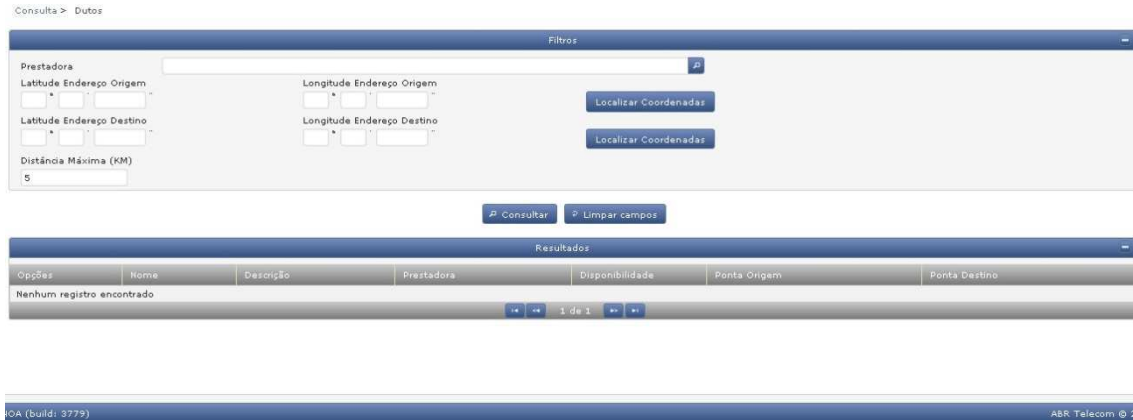 Consulta > Dutos
Filtros
Prestadora
Latitude Endereço Origem Longitude Endereço Origem
° ' " ° ' " Localizar Coordenadas
Latitude Endereço Destino Longitude Endereço Destino
° ' " ° ' " Localizar Coordenadas
Distância Máxima (KM)
5
Consultar Limpar campos
Resultados
Opções Nome Descrição Prestadora Disponibilidade Ponta Origem Ponta Destino
Nenhum registro encontrado
1 de 1
(build: 3779) ABR Telecom ©